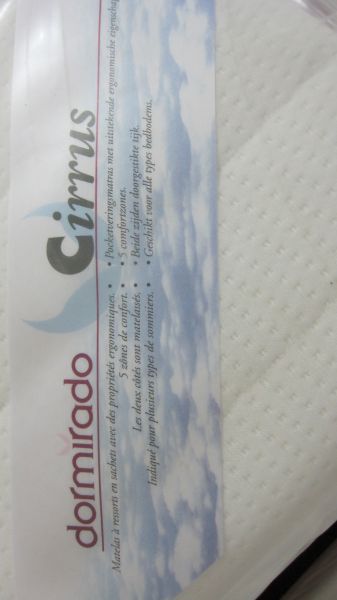 dormirado
Cirrus
Matelas à ressorts en sachets avec des propriétés ergonomiques. • • Pocketveringsmatras met uitstekende ergonomische eigenschap
5 zônes de confort. • • 5 comfortzones.
Les deux côtés sont matelaissés. • • Beide zijden doorgestikte tijk.
Indiqué pour plusieurs types de sommiers. • • Geschikt voor alle types bedbodems.